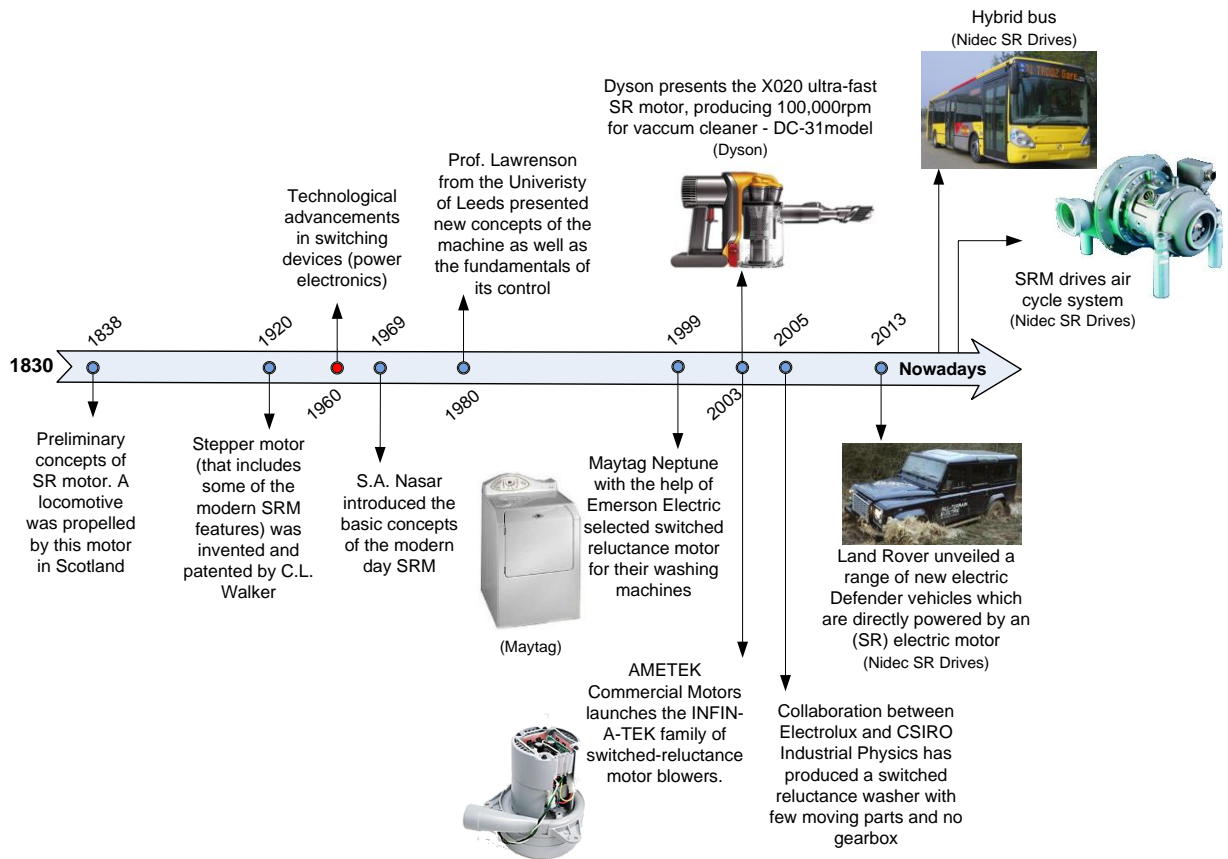 Hybrid bus
(Nidec SR Drives)
Dyson presents the X020 ultra-fast
SR motor, producing 100,000rpm
for vaccum cleaner - DC-31model
(Dyson)
Prof. Lawrenson
from the Univeristy
of Leeds presented
new concepts of the
machine as well as
the fundamentals of
its control
Technological
advancements
in switching
devices (power
electronics)
SRM drives air
cycle system
(Nidec SR Drives)
1830
1838
1920
1960
1969
1980
1999
2003
2005
2013
Nowadays
Preliminary
concepts of
SR motor. A
locomotive
was propelled
by this motor
in Scotland
Stepper motor
(that includes
some of the
modern SRM
features) was
invented and
patented by C.L.
Walker
S.A. Nasar
introduced the
basic concepts
of the modern
day SRM
(Maytag)
Maytag Neptune
with the help of
Emerson Electric
selected switched
reluctance motor
for their washing
machines
Land Rover unveiled a
range of new electric
Defender vehicles which
are directly powered by an
(SR) electric motor
(Nidec SR Drives)
AMETEK
Commercial Motors
launches the INFIN-
A-TEK family of
switched-reluctance
motor blowers.
Collaboration between
Electrolux and CSIRO
Industrial Physics has
produced a switched
reluctance washer with
few moving parts and no
gearbox